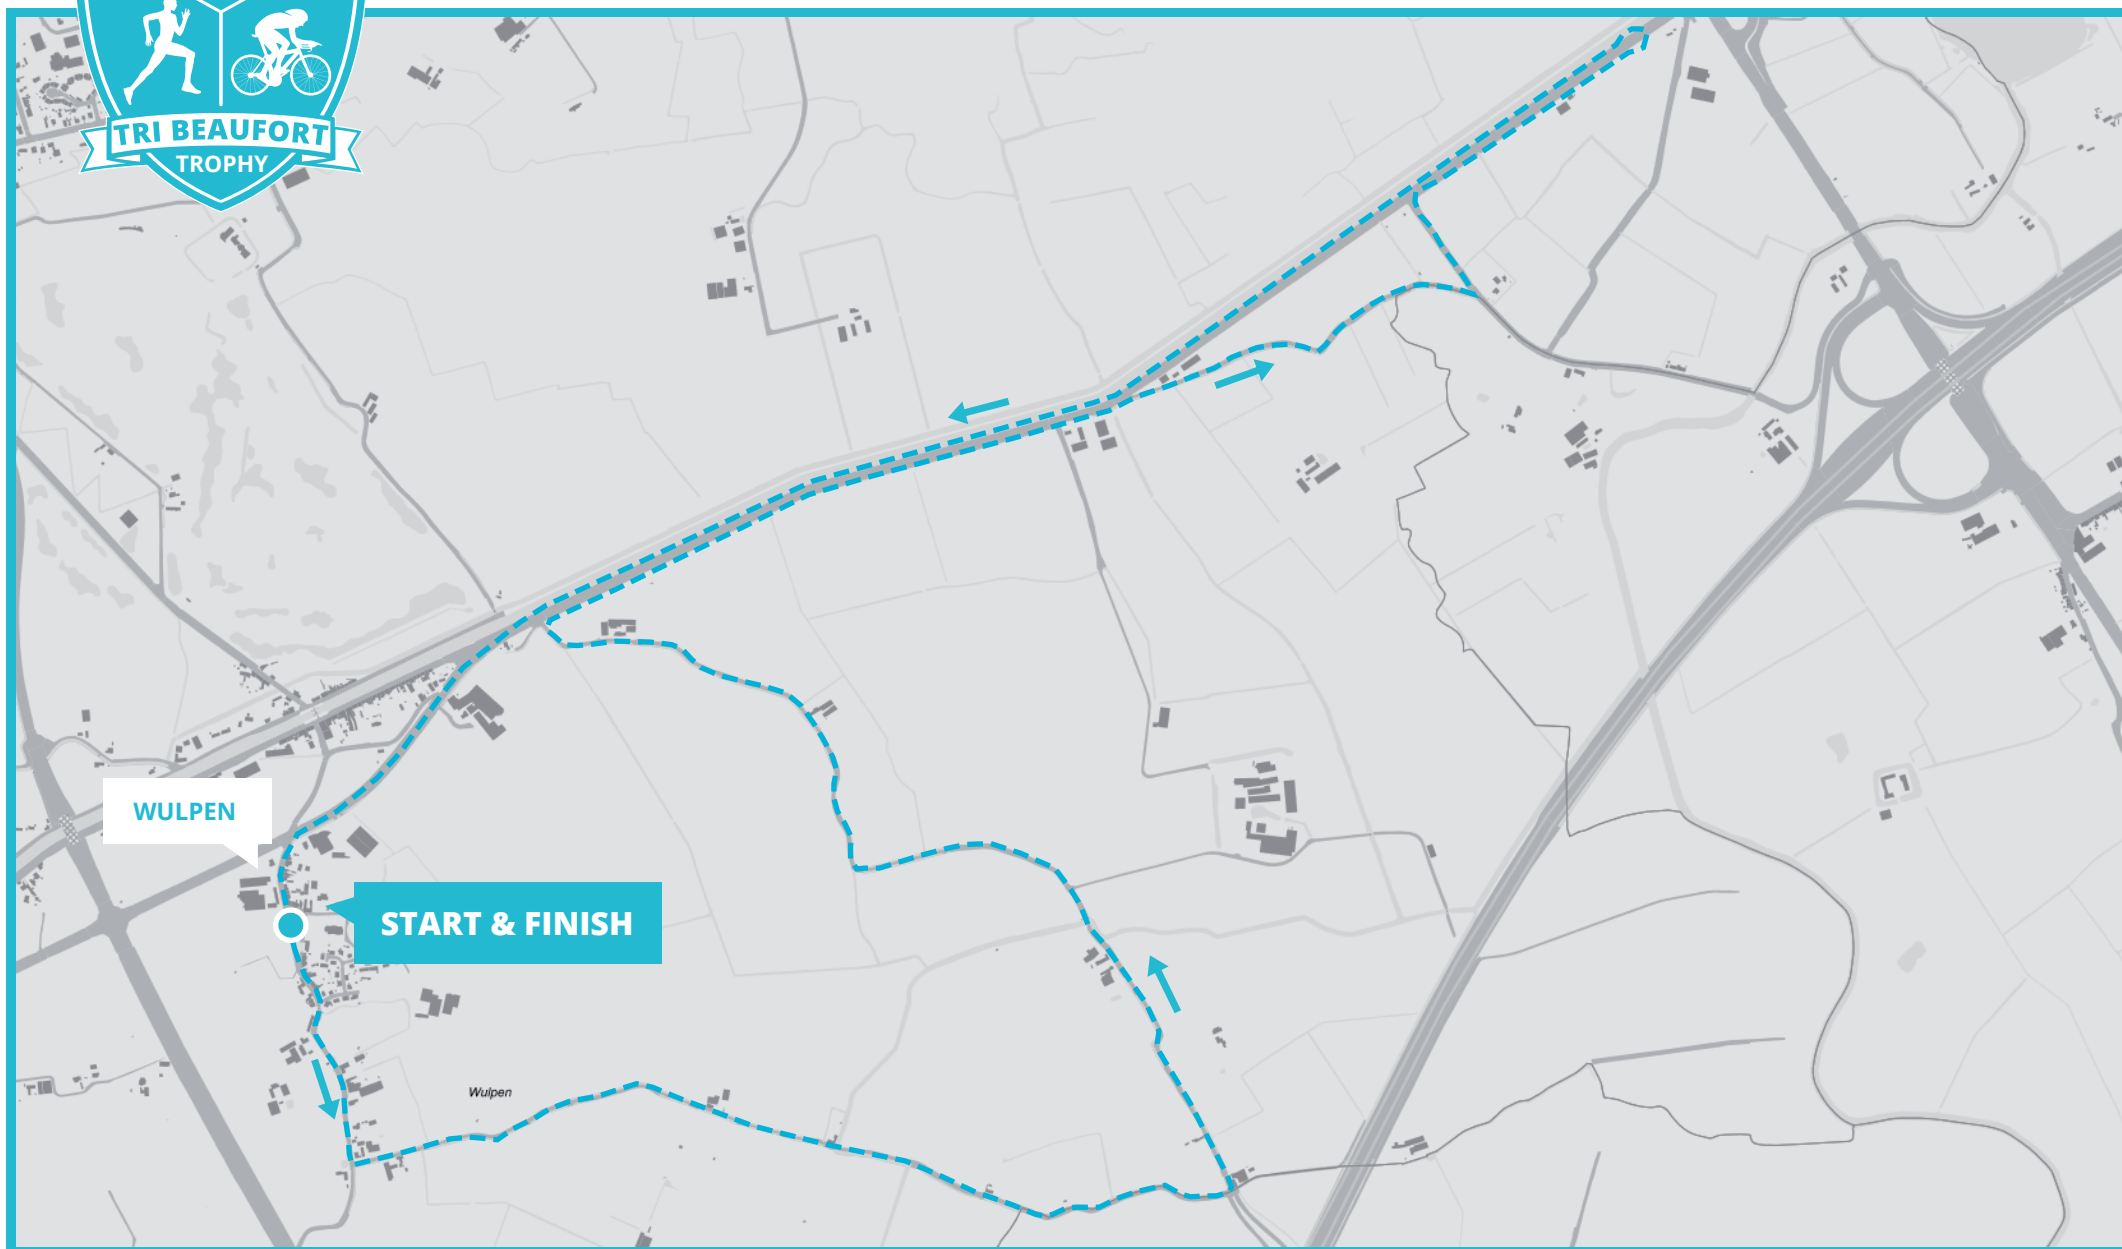 TRI BEAUFORT
TROPHY
WULPEN
START & FINISH
Wulpen